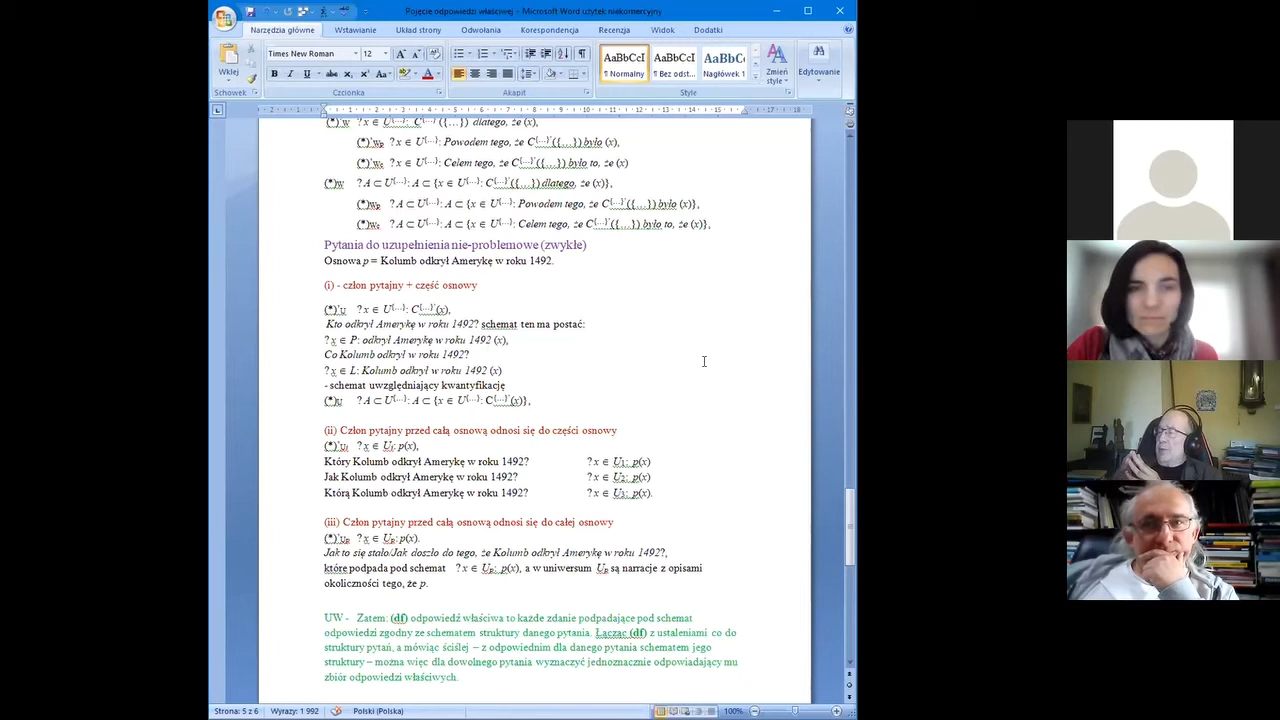 Pojęcie odpowiedzi właściwej - Microsoft Word użytek niekomercyjny
Narzędzia główne Wstawianie Układ strony Odwołania Korespondencja Recenzja Widok Dodatki
Wklej
Times New Roman 12
AaBbCcI AaBbCcI AaBbCc
¶ Normalny ¶ Bez odst... Nagłówek 1
Zmień style
Edytowanie
Schowek Czcionka Akapit Style
(*)'w ? x ∈ U{…}: C{…}({…}) dlatego, że (x),
(*)'wp ? x ∈ U{…}: Powodem tego, że C{…}'({…}) było (x),
(*)'wc ? x ∈ U{…}: Celem tego, że C{…}'({…}) było to, że (x)
(*)w ? A ⊂ U{…}: A ⊂ {x ∈ U{…}: C{…}'({…}) dlatego, że (x)},
(*)wp ? A ⊂ U{…}: A ⊂ {x ∈ U{…}: Powodem tego, że C{…}'({…}) było (x)},
(*)wc ? A ⊂ U{…}: A ⊂ {x ∈ U{…}: Celem tego, że C{…}'({…}) było to, że (x)},
Pytania do uzupełnienia nie-problemowe (zwykłe)
Osnowa p = Kolumb odkrył Amerykę w roku 1492.
(i) - człon pytajny + część osnowy
(*)'u ? x ∈ U{…}: C{…}'(x),
Kto odkrył Amerykę w roku 1492? schemat ten ma postać:
? x ∈ P: odkrył Amerykę w roku 1492 (x),
Co Kolumb odkrył w roku 1492?
? x ∈ L: Kolumb odkrył w roku 1492 (x)
- schemat uwzględniający kwantyfikację
(*)u ? A ⊂ U{…}: A ⊂ {x ∈ U{…}: C{…}'(x)},
(ii) Człon pytajny przed całą osnową odnosi się do części osnowy
(*)'ui ? x ∈ Ui: p(x),
Który Kolumb odkrył Amerykę w roku 1492? ? x ∈ U1: p(x)
Jak Kolumb odkrył Amerykę w roku 1492? ? x ∈ U2: p(x)
Którą Kolumb odkrył Amerykę w roku 1492? ? x ∈ U3: p(x).
(iii) Człon pytajny przed całą osnową odnosi się do całej osnowy
(*)'up ? x ∈ Up: p(x).
Jak to się stało/Jak doszło do tego, że Kolumb odkrył Amerykę w roku 1492?,
które podpada pod schemat ? x ∈ Up: p(x), a w uniwersum Up są narracje z opisami
okoliczności tego, że p.
UW - Zatem: (df) odpowiedź właściwa to każde zdanie podpadające pod schemat
odpowiedzi zgodny ze schematem struktury danego pytania. Łącząc (df) z ustaleniami co do
struktury pytań, a mówiąc ściślej – z odpowiednim dla danego pytania schematem jego
struktury – można więc dla dowolnego pytania wyznaczyć jednoznacznie odpowiadający mu
zbiór odpowiedzi właściwych.
Strona: 5 z 6 Wyrazy: 1 992 Polski (Polska) 100%